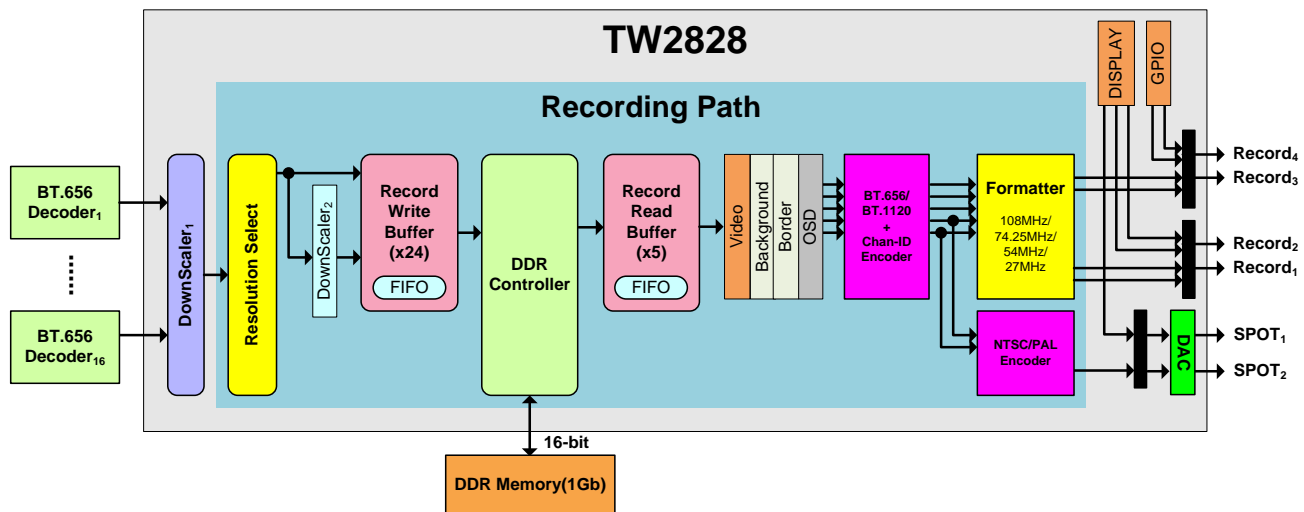 TW2828
Recording Path
BT.656
Decoder₁
BT.656
Decoder₁₆
DownScaler₁
Resolution Select
DownScaler₂
Record
Write
Buffer
(x24)
FIFO
DDR
Controller
Record
Read
Buffer
(x5)
FIFO
Video
Background
Border
OSD
BT.656/
BT.1120
+
Chan-ID
Encoder
Formatter
108MHz/
74.25MHz/
54MHz/
27MHz
NTSC/PAL
Encoder
DISPLAY
GPIO
DAC
Record₄
Record₃
Record₂
Record₁
SPOT₁
SPOT₂
16-bit
DDR Memory(1Gb)